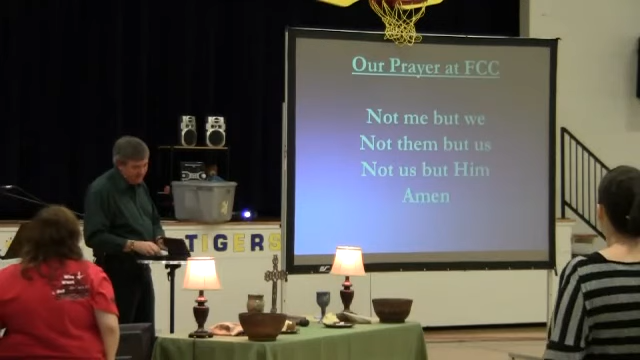 Our Prayer at FCC
Not me but we
Not them but us
Not us but Him
Amen
TIGERS